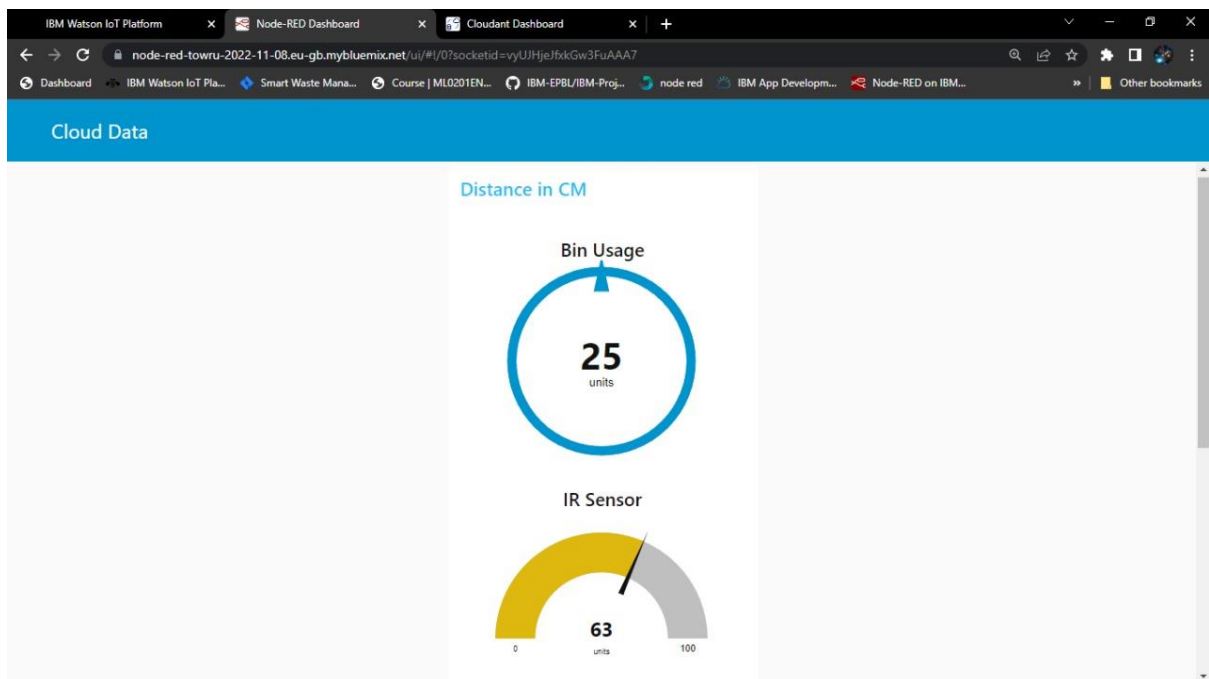 IBM Watson IoT Platform
Node-RED Dashboard
Cloudant Dashboard
node-red-towru-2022-11-08.eu-gb.mybluemix.net/ui/#!/0?socketid=vyUJHjeJfxkGw3FuAAA7
Dashboard IBM Watson IoT Pla... Smart Waste Mana... Course | ML0201EN... IBM-EPBL/IBM-Proj... node red IBM App Developm... Node-RED on IBM... » Other bookmarks
Cloud Data
Distance in CM
Bin Usage
25
units
IR Sensor
63
0 units 100